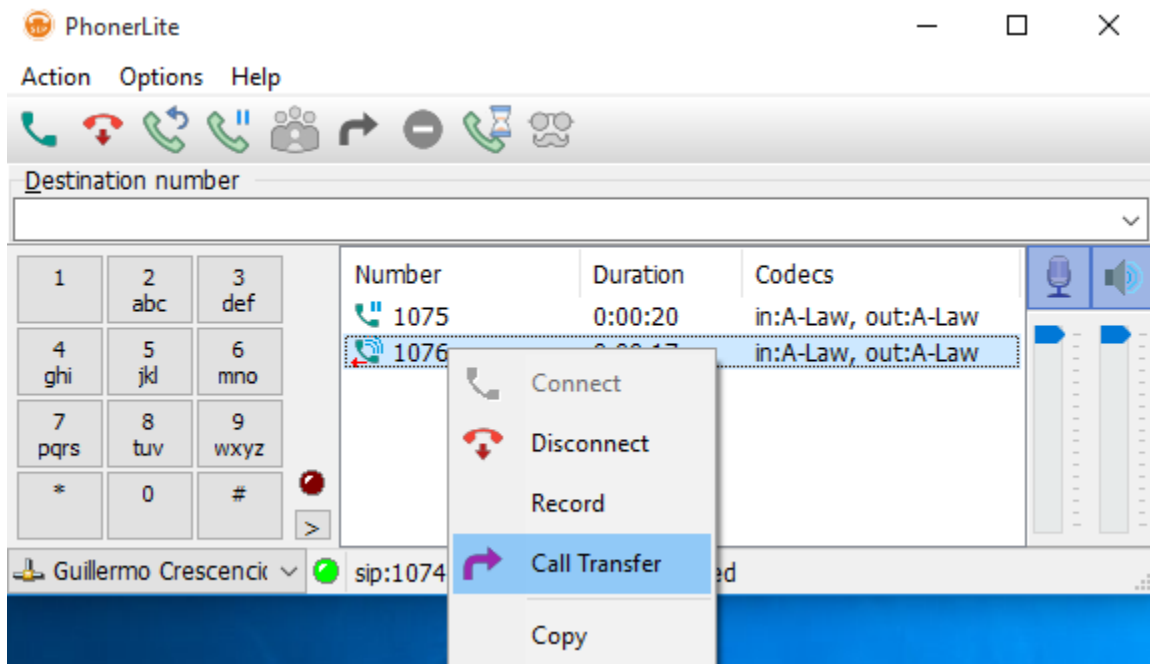 PhonerLite
Action Options Help
Destination number
1 2 abc 3 def
4 ghi 5 jkl 6 mno
7 pqrs 8 tuv 9 wxyz
* 0 #
>
Number Duration Codecs
1075 0:00:20 in:A-Law, out:A-Law
1076 in:A-Law, out:A-Law
Connect
Disconnect
Record
Call Transfer
Copy
Guillermo Crescenci sip:1074